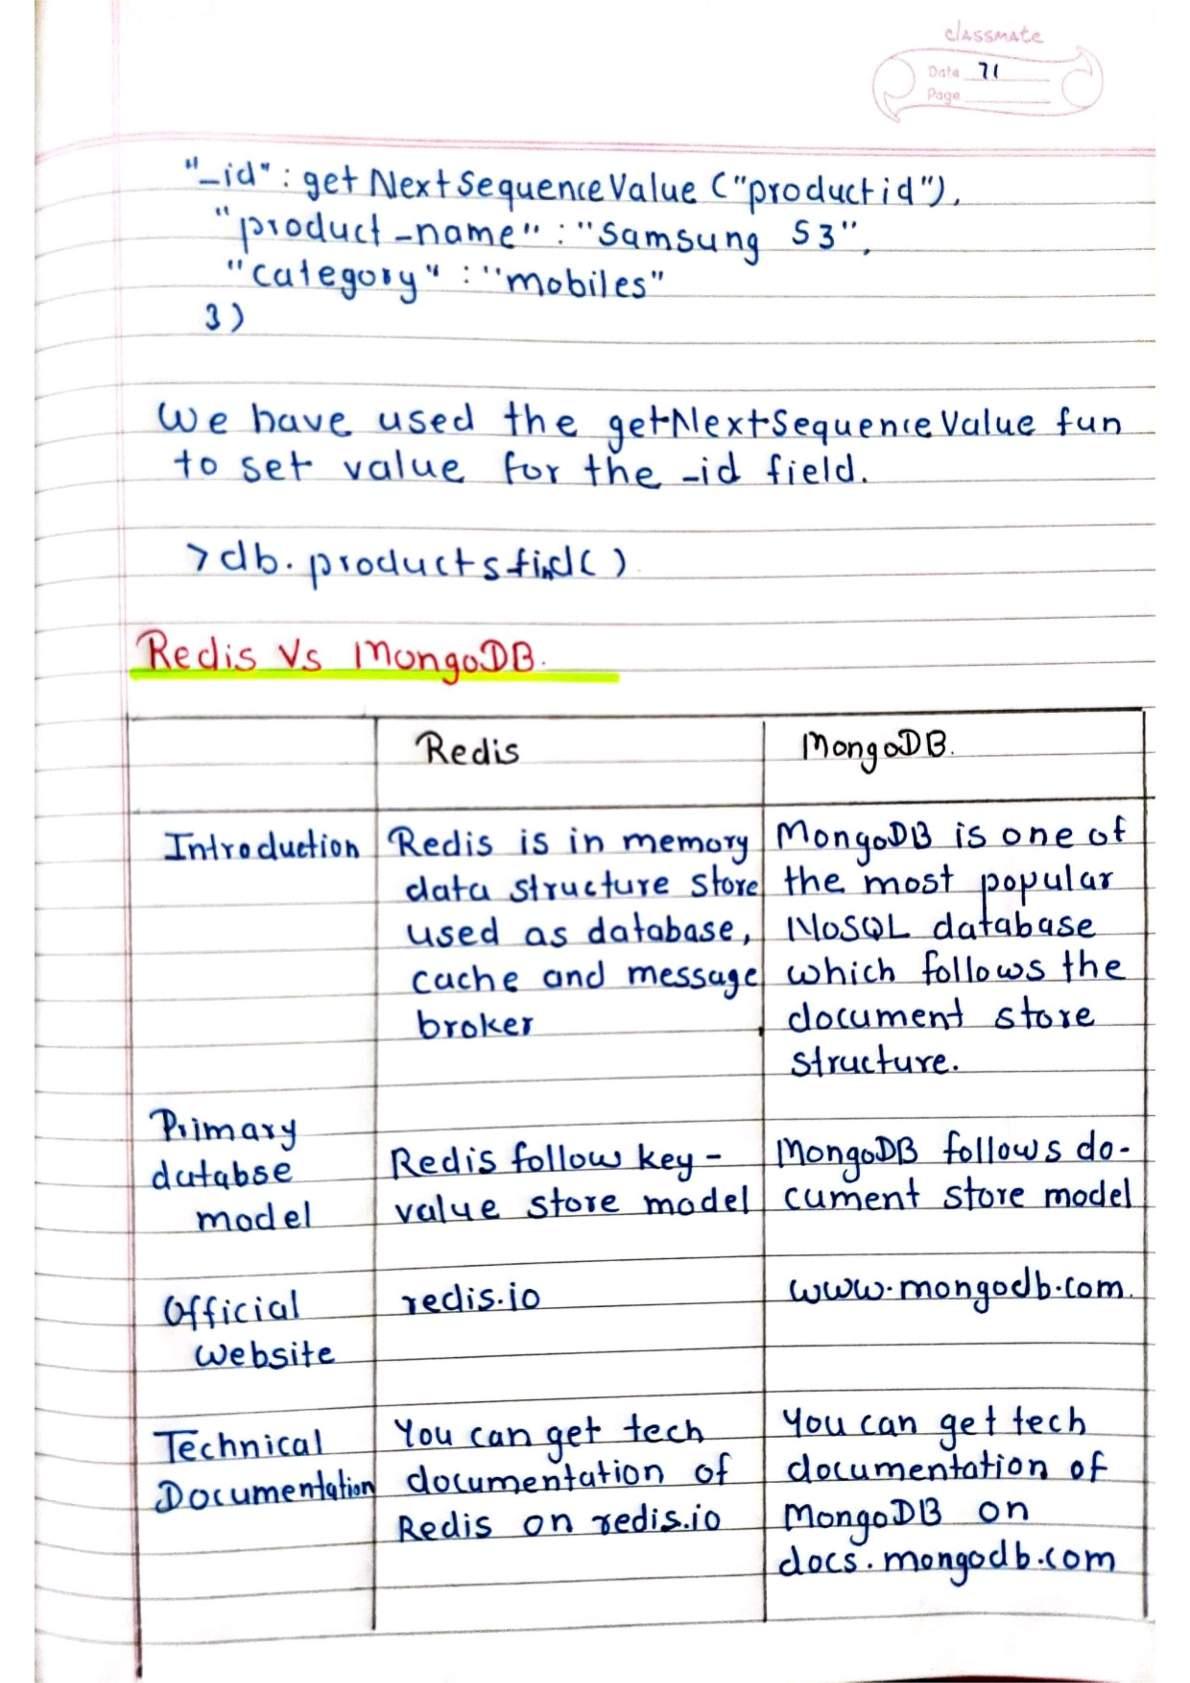 classmate
Date 71
Page
"_id": getNextSequenceValue ("productid"),
"product_name" : "Samsung S3",
"category" : "mobiles"
3)
We have used the getNextSequenceValue fun
to set value for the _id field.
>db.productsfind()
Redis Vs MongoDB.
Redis MongoDB.
Introduction Redis is in memory MongoDB is one of
data structure store the most popular
used as database, NoSQL database
cache and message which follows the
broker document store
structure.
Primary
databse Redis follow key- MongoDB follows do-
model value store model cument store model
Official redis.io www.mongodb.com.
website
Technical You can get tech You can get tech
Documentation documentation of documentation of
Redis on redis.io MongoDB on
docs.mongodb.com